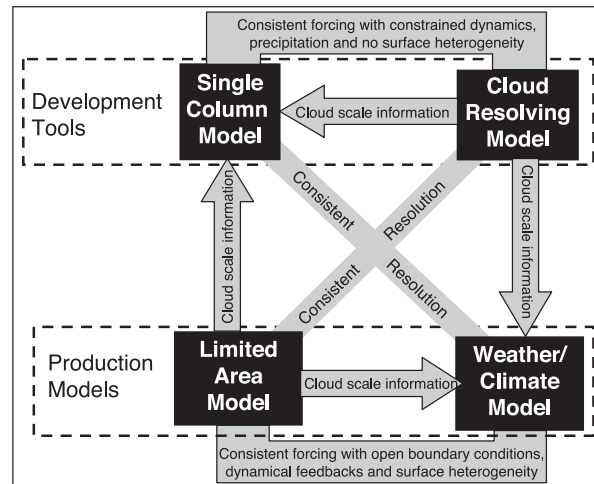 Consistent forcing with constrained dynamics,
precipitation and no surface heterogeneity
Development
Tools
Single
Column
Model
Cloud scale information
Cloud
Resolving
Model
Cloud scale information
Consistent
Resolution
Cloud scale information
Consistent
Resolution
Production
Models
Limited
Area
Model
Cloud scale information
Weather/
Climate
Model
Consistent forcing with open boundary conditions,
dynamical feedbacks and surface heterogeneity